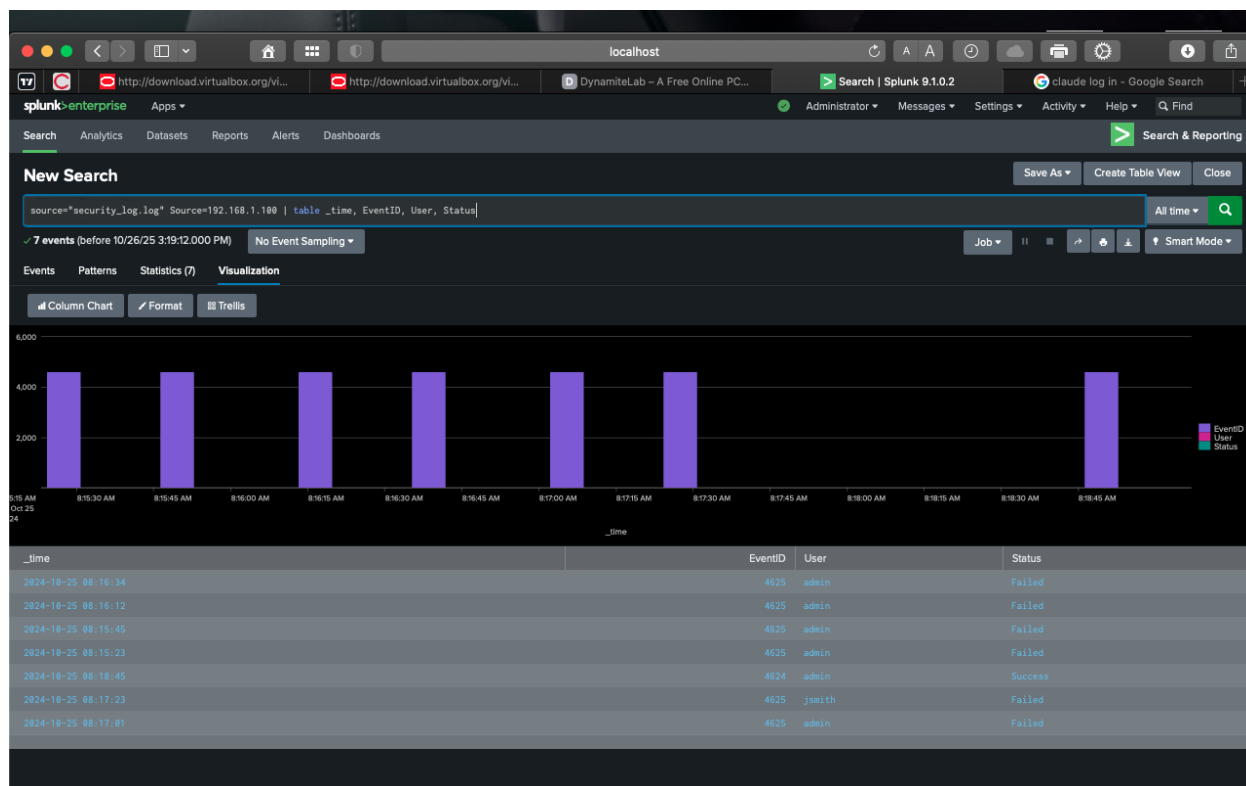 localhost
A A
http://download.virtualbox.org/vi...
http://download.virtualbox.org/vi...
D DynamiteLab – A Free Online PC...
Search | Splunk 9.1.0.2
claude log in - Google Search
splunk>enterprise Apps
Administrator Messages Settings Activity Help Find
Search Analytics Datasets Reports Alerts Dashboards
Search & Reporting
New Search
Save As Create Table View Close
source="security_log.log" Source=192.168.1.100 | table _time, EventID, User, Status
All time
7 events (before 10/26/25 3:19:12.000 PM) No Event Sampling
Job Smart Mode
Events Patterns Statistics (7) Visualization
Column Chart Format Trellis
6,000
4,000
2,000
EventID
User
Status
5:15 AM 8:15:30 AM 8:15:45 AM 8:16:00 AM 8:16:15 AM 8:16:30 AM 8:16:45 AM 8:17:00 AM 8:17:15 AM 8:17:30 AM 8:17:45 AM 8:18:00 AM 8:18:15 AM 8:18:30 AM 8:18:45 AM
Oct 25
24
_time
_time EventID User Status
2024-10-25 08:16:34 4625 admin Failed
2024-10-25 08:16:12 4625 admin Failed
2024-10-25 08:15:45 4625 admin Failed
2024-10-25 08:15:23 4625 admin Failed
2024-10-25 08:18:45 4624 admin Success
2024-10-25 08:17:23 4625 jsmith Failed
2024-10-25 08:17:01 4625 admin Failed